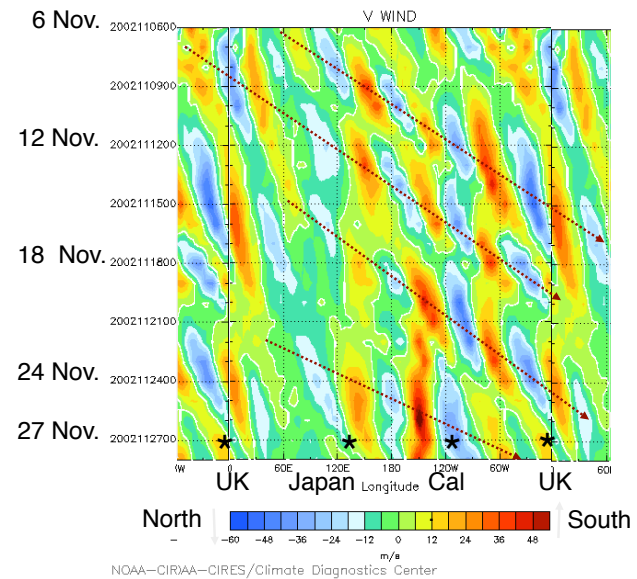 V WIND
6 Nov.
2002110600
2002110900
12 Nov.
2002111200
2002111500
18 Nov.
2002111800
2002112100
24 Nov.
2002112400
27 Nov.
2002112700
* * * *
0 60E 120E 180 120W 60W 0 60E
UK Japan Longitude Cal UK
North South
-60 -48 -36 -24 -12 0 12 24 36 48
m/s
NOAA-CIRES/Climate Diagnostics Center